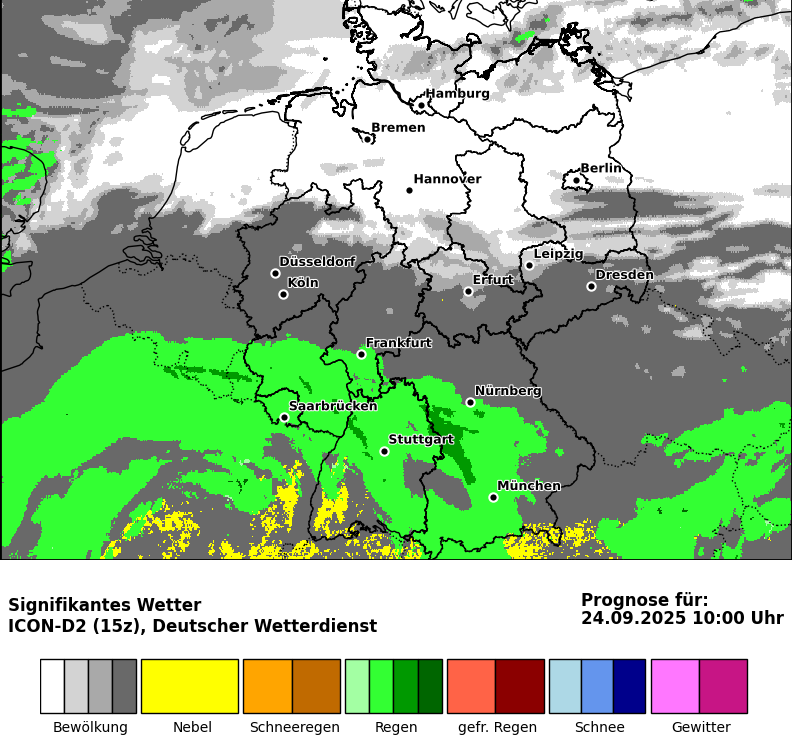 Hamburg
Bremen
Berlin
Hannover
Leipzig
Düsseldorf
Dresden
Köln
Erfurt
Frankfurt
Nürnberg
Saarbrücken
Stuttgart
München
Signifikantes Wetter
ICON-D2 (15z), Deutscher Wetterdienst
Prognose für:
24.09.2025 10:00 Uhr
Bewölkung Nebel Schneeregen Regen gefr. Regen Schnee Gewitter